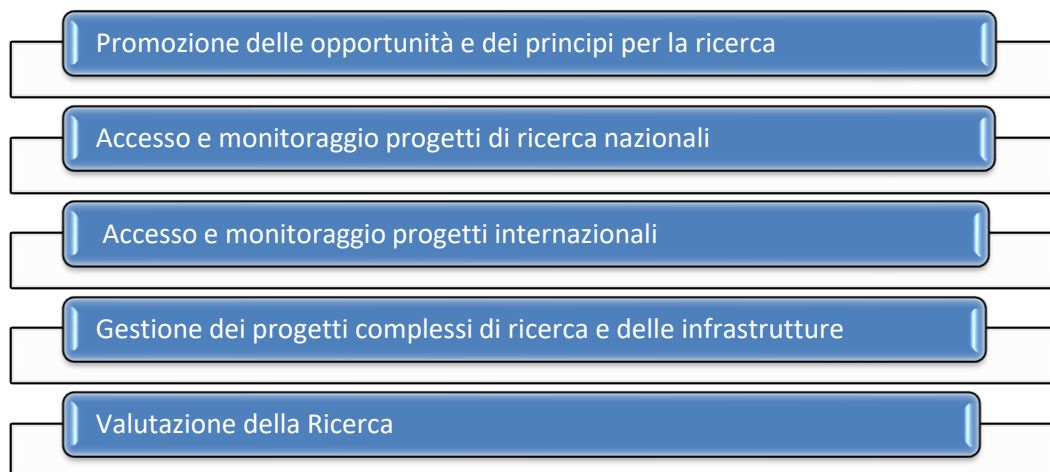 Promozione delle opportunità e dei principi per la ricerca
Accesso e monitoraggio progetti di ricerca nazionali
Accesso e monitoraggio progetti internazionali
Gestione dei progetti complessi di ricerca e delle infrastrutture
Valutazione della Ricerca